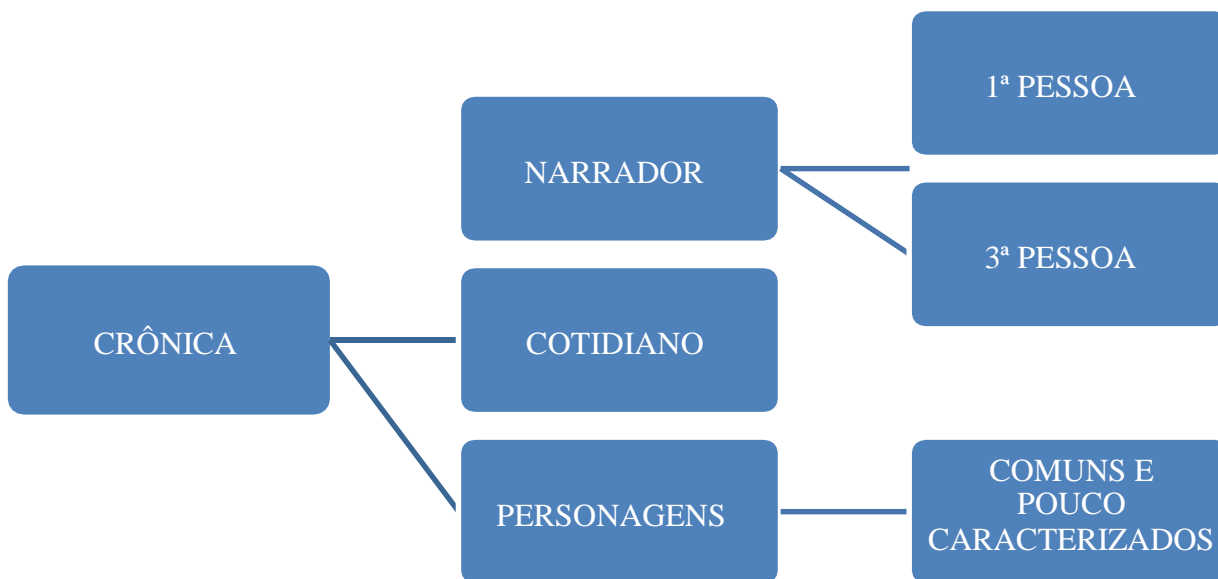 1ª PESSOA
NARRADOR
3ª PESSOA
CRÔNICA
COTIDIANO
PERSONAGENS
COMUNS E
POUCO
CARACTERIZADOS